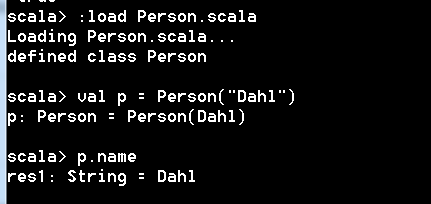 scala> :load Person.scala
Loading Person.scala...
defined class Person
scala> val p = Person("Dahl")
p: Person = Person(Dahl)
scala> p.name
res1: String = Dahl